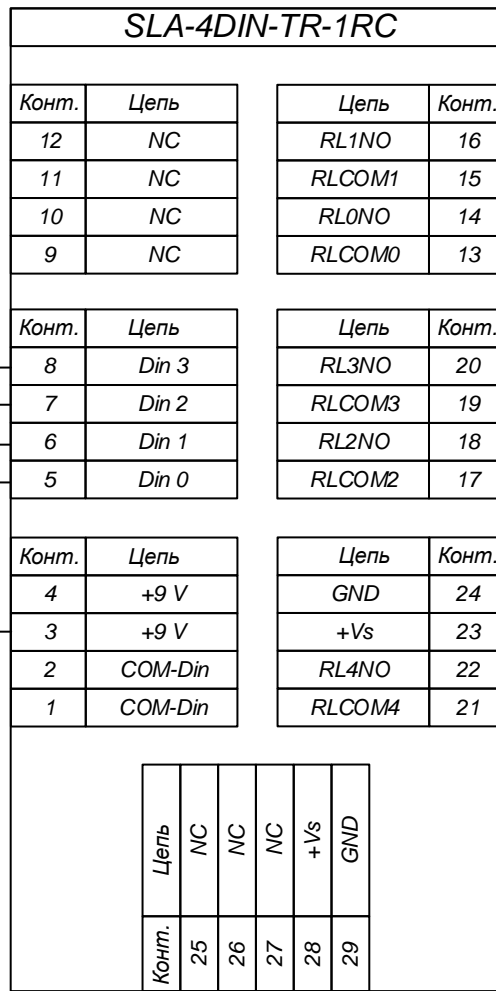 SLA-4DIN-TR-1RC
Конт. Цепь
12 NC
11 NC
10 NC
9 NC
Цепь Конт.
RL1NO 16
RLCOM1 15
RL0NO 14
RLCOM0 13
Конт. Цепь
8 Din 3
7 Din 2
6 Din 1
5 Din 0
Цепь Конт.
RL3NO 20
RLCOM3 19
RL2NO 18
RLCOM2 17
Конт. Цепь
4 +9 V
3 +9 V
2 COM-Din
1 COM-Din
Цепь Конт.
GND 24
+Vs 23
RL4NO 22
RLCOM4 21
Конт. Цепь
25 NC
26 NC
27 NC
28 +Vs
29 GND